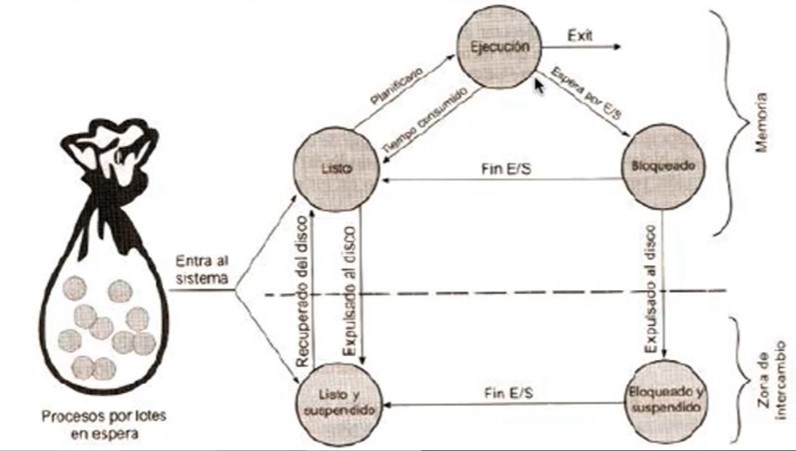 Ejecución
Exit
Planificado
Tiempo consumido
Espera por E/S
Listo
Fin E/S
Bloqueado
Memoria
Entra al
sistema
Recuperado del disco
Expulsado al disco
Expulsado al disco
Listo y
suspendido
Fin E/S
Bloqueado y
suspendido
Zona de
intercambio
Procesos por lotes
en espera